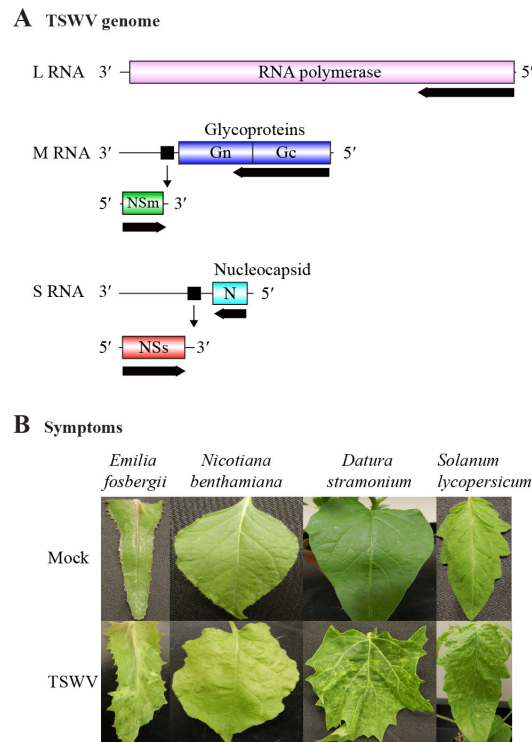 A TSWV genome
L RNA 3′ RNA polymerase 5′
Glycoproteins
M RNA 3′ Gn Gc 5′
5′ NSm 3′
Nucleocapsid
S RNA 3′ N 5′
5′ NSs 3′
B Symptoms
Emilia fosbergii
Nicotiana benthamiana
Datura stramonium
Solanum lycopersicum
Mock
TSWV